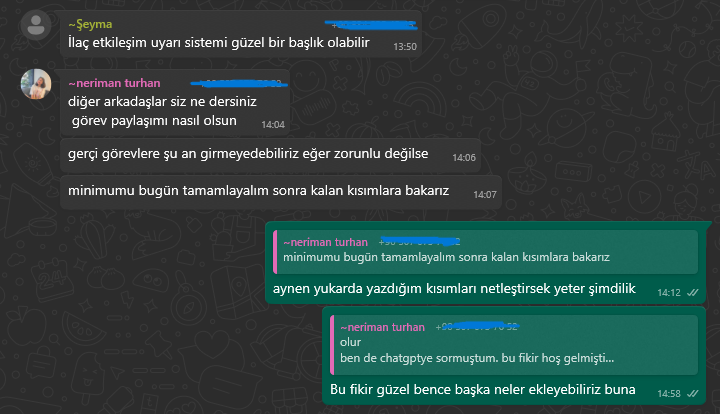 ~Şeyma
İlaç etkileşim uyarı sistemi güzel bir başlık olabilir
13:50
~neriman turhan
diğer arkadaşlar siz ne dersiniz
görev paylaşımı nasıl olsun
14:04
gerçi görevlere şu an girmeyedebiliriz eğer zorunlu değilse
14:06
minimumu bugün tamamlayalım sonra kalan kısımlara bakarız
14:07
~neriman turhan
minimumu bugün tamamlayalım sonra kalan kısımlara bakarız
aynen yukarda yazdığım kısımları netleştirsek yeter şimdilik
14:12
~neriman turhan
olur
ben de chatgptye sormuştum. bu fikir hoş gelmişti...
Bu fikir güzel bence başka neler ekleyebiliriz buna
14:58